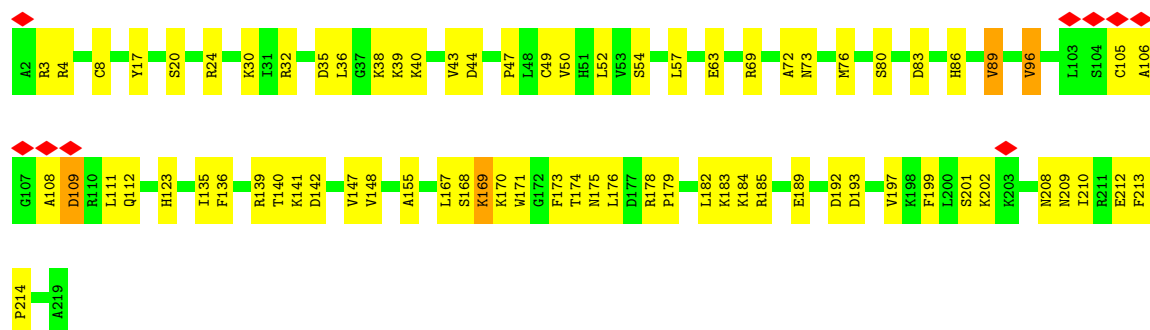 A2 R3 R4 C8 Y17 S20 R24 K30 I31 R32 D35 L36 G37 K38 K39 K40 V43 D44 P47 L48 C49 V50 H51 L52 V53 S54 L57 E63 R69 A72 N73 M76 S80 D83 H86 V89 V96 L103 S104 C105 A106
G107 A108 D109 R110 L111 Q112 H123 I135 F136 R139 T140 K141 D142 V147 V148 A155 L167 S168 K169 K170 W171 G172 F173 T174 N175 L176 D177 R178 P179 L182 K183 K184 R185 E189 D192 D193 V197 K198 F199 L200 S201 K202 K203 N208 N209 I210 R211 E212 F213
P214 A219